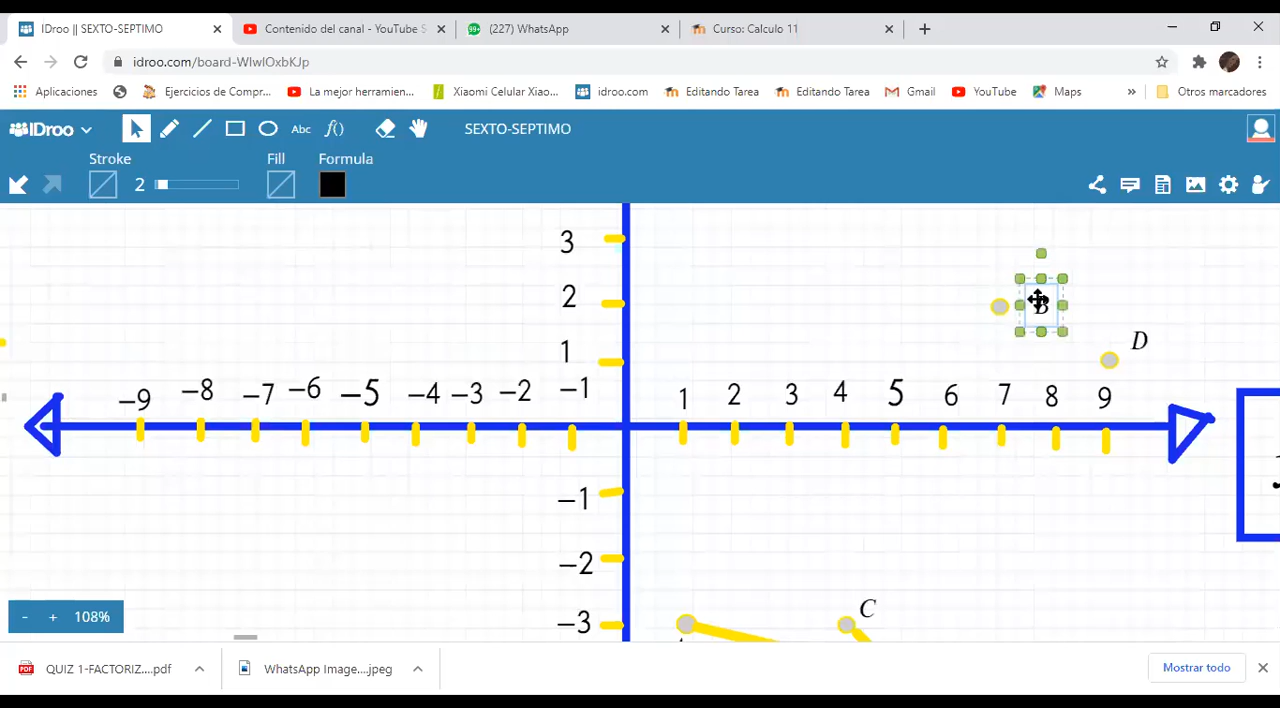 IDroo || SEXTO-SEPTIMO
Contenido del canal - YouTube S
(227) WhatsApp
Curso: Calculo 11
idroo.com/board-WIwIOxbKJp
Aplicaciones
Ejercicios de Compr...
La mejor herramien...
Xiaomi Celular Xiao...
idroo.com
Editando Tarea
Editando Tarea
Gmail
YouTube
Maps
»
Otros marcadores
IDroo
Abc
f()
SEXTO-SEPTIMO
Stroke
2
Fill
Formula
3
2
B
1
D
−9 −8 −7 −6 −5 −4 −3 −2 −1 1 2 3 4 5 6 7 8 9
−1
−2
−3
C
- + 108%
QUIZ 1-FACTORIZ....pdf
WhatsApp Image....jpeg
Mostrar todo